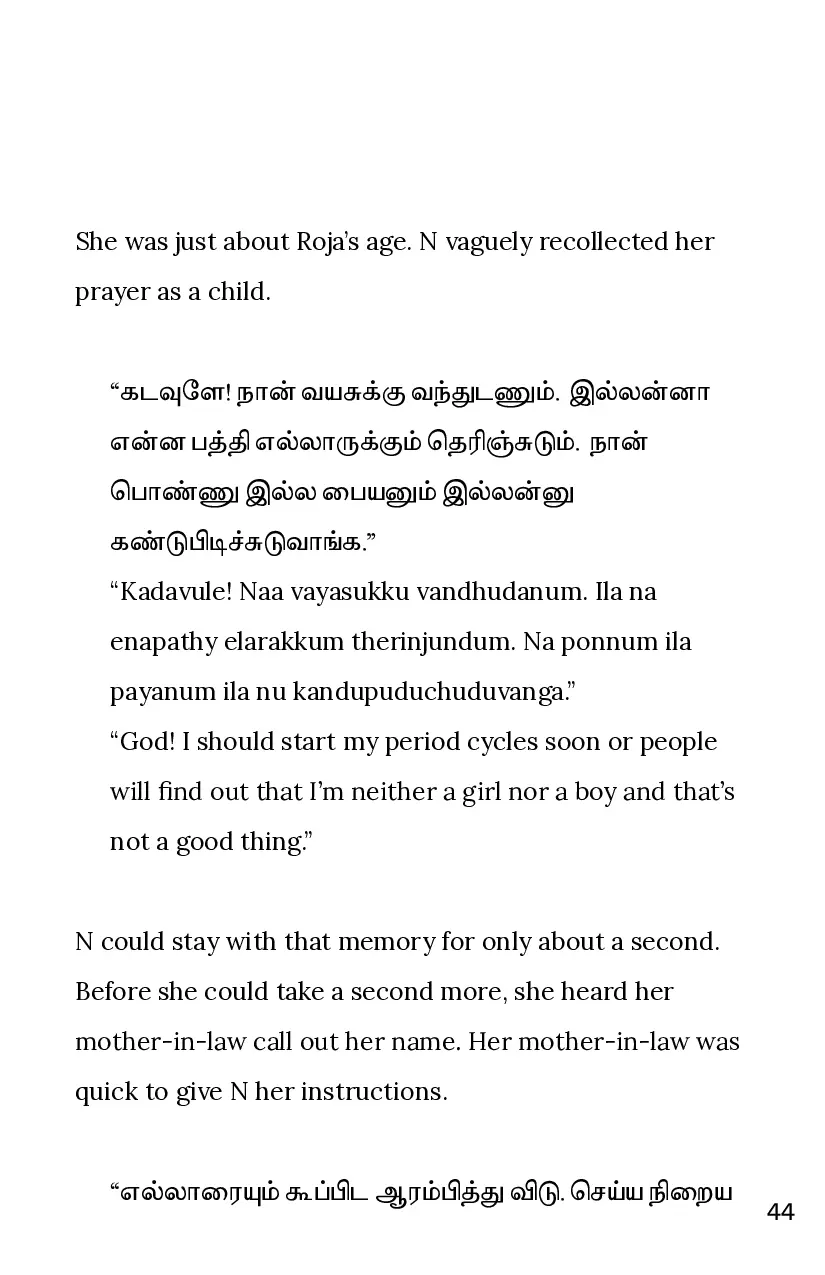 She was just about Roja’s age. N vaguely recollected her
prayer as a child.
“கடவுளே! நான் வயசுக்கு வந்துடணும். இல்லன்னா
என்ன பத்தி எல்லாருக்கும் தெரிஞ்சுடும். நான்
பொண்ணு இல்ல பையனும் இல்லன்னு
கண்டுபிடிச்சுடுவாங்க.”
“Kadavule! Naa vayasukku vandhudanum. Ila na
enapathy elarakkum therinjundum. Na ponnum ila
payanum ila nu kandupuduchuduvanga.”
“God! I should start my period cycles soon or people
will find out that I’m neither a girl nor a boy and that’s
not a good thing.”
N could stay with that memory for only about a second.
Before she could take a second more, she heard her
mother-in-law call out her name. Her mother-in-law was
quick to give N her instructions.
“எல்லாரையும் கூப்பிட ஆரம்பித்து விடு. செய்ய நிறைய
44